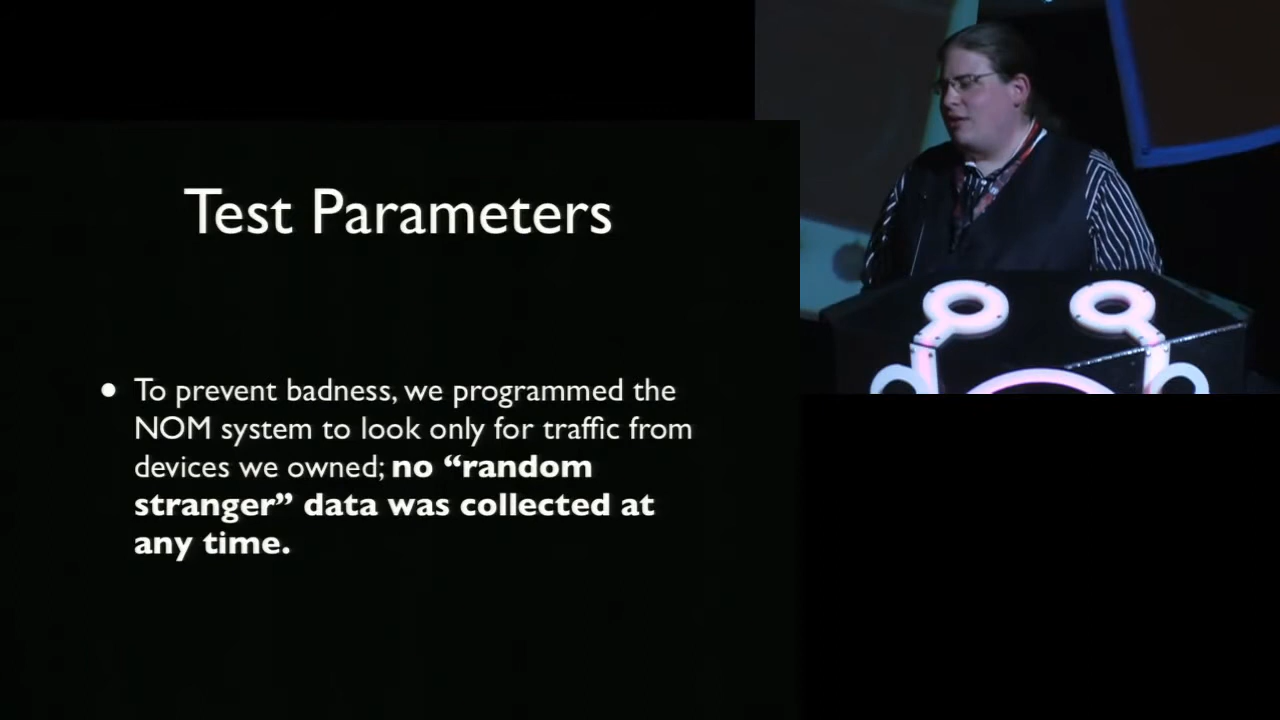 Test Parameters
• To prevent badness, we programmed the
NOM system to look only for traffic from
devices we owned; no “random
stranger” data was collected at
any time.